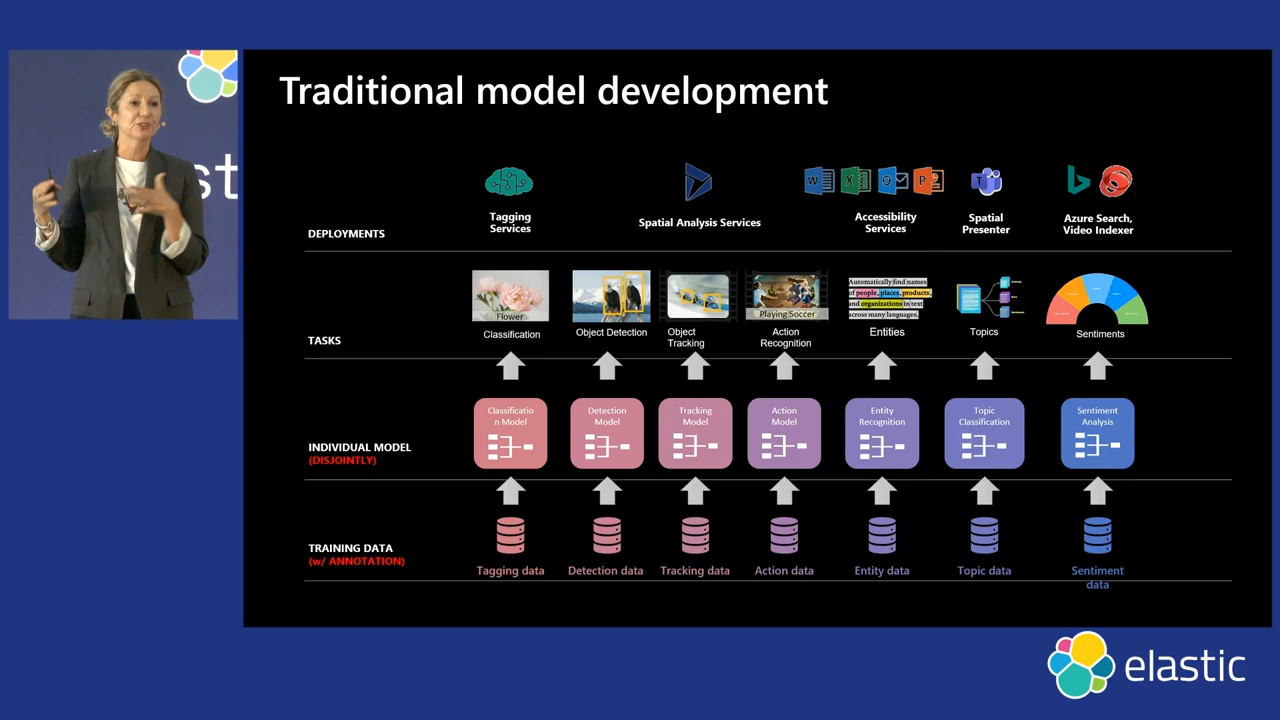 st
Traditional model development
Tagging
Services
Spatial Analysis Services
Accessibility
Services
Spatial
Presenter
Azure Search,
Video Indexer
DEPLOYMENTS
Flower
Classification
Object Detection
Object
Tracking
Playing Soccer
Action
Recognition
Automatically find names
of people, places, products,
and organizations in text
across many languages.
Entities
Topics
Sentiments
TASKS
Classificatio
n Model
Detection
Model
Tracking
Model
Action
Model
Entity
Recognition
Topic
Classification
Sentiment
Analysis
INDIVIDUAL MODEL
(DISJOINTLY)
TRAINING DATA
(w/ ANNOTATION)
Tagging data
Detection data
Tracking data
Action data
Entity data
Topic data
Sentiment
data
elastic